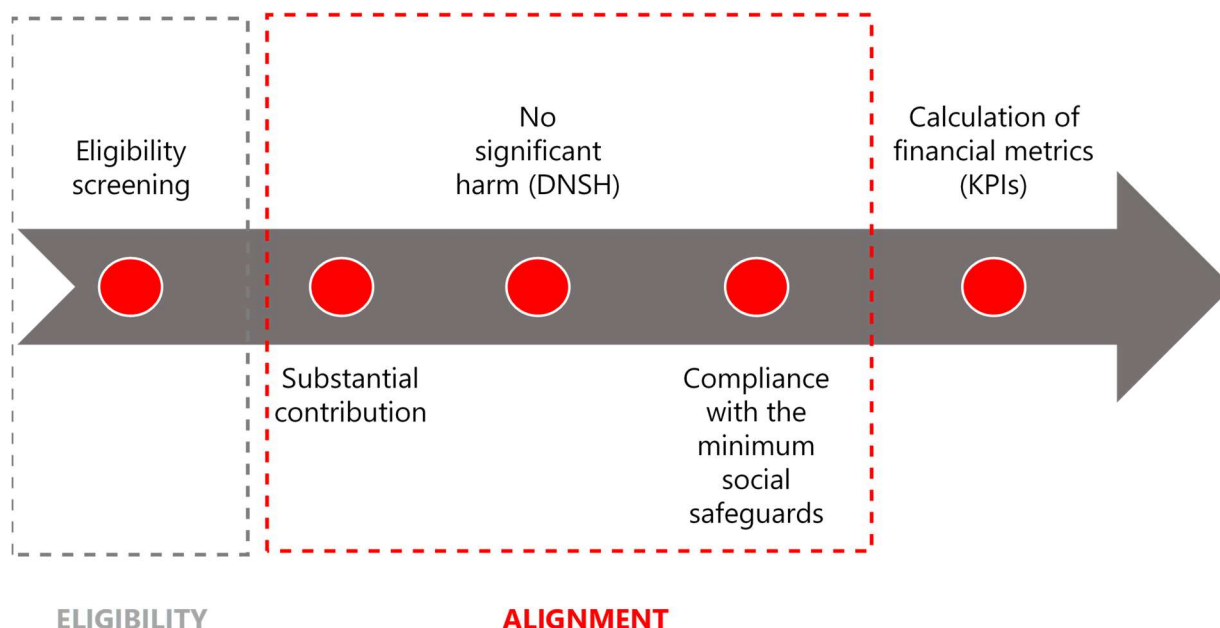 Eligibility
screening
Substantial
contribution
No
significant
harm (DNSH)
Compliance
with the
minimum
social
safeguards
Calculation of
financial metrics
(KPIs)
ELIGIBILITY
ALIGNMENT